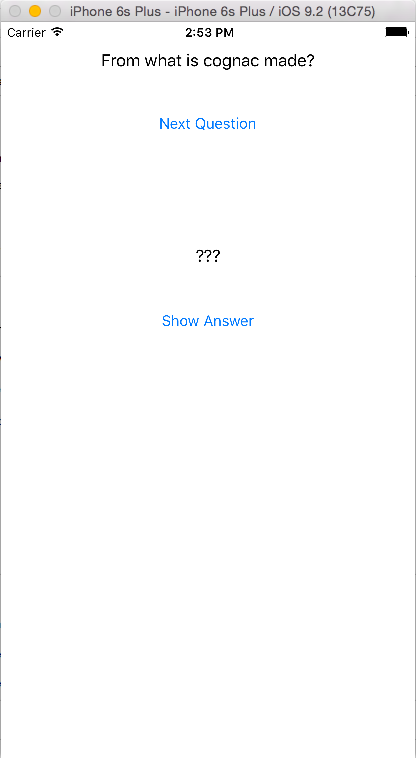 iPhone 6s Plus - iPhone 6s Plus / iOS 9.2 (13C75)
Carrier 2:53 PM
From what is cognac made?
Next Question
???
Show Answer